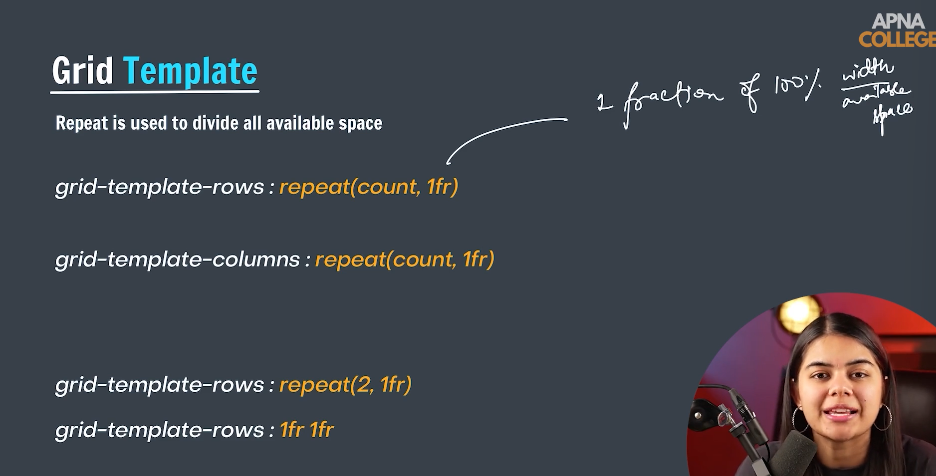 APNA
COLLEGE
Grid Template
1 fraction of 100% width
available
space
Repeat is used to divide all available space
grid-template-rows : repeat(count, 1fr)
grid-template-columns : repeat(count, 1fr)
grid-template-rows : repeat(2, 1fr)
grid-template-rows : 1fr 1fr